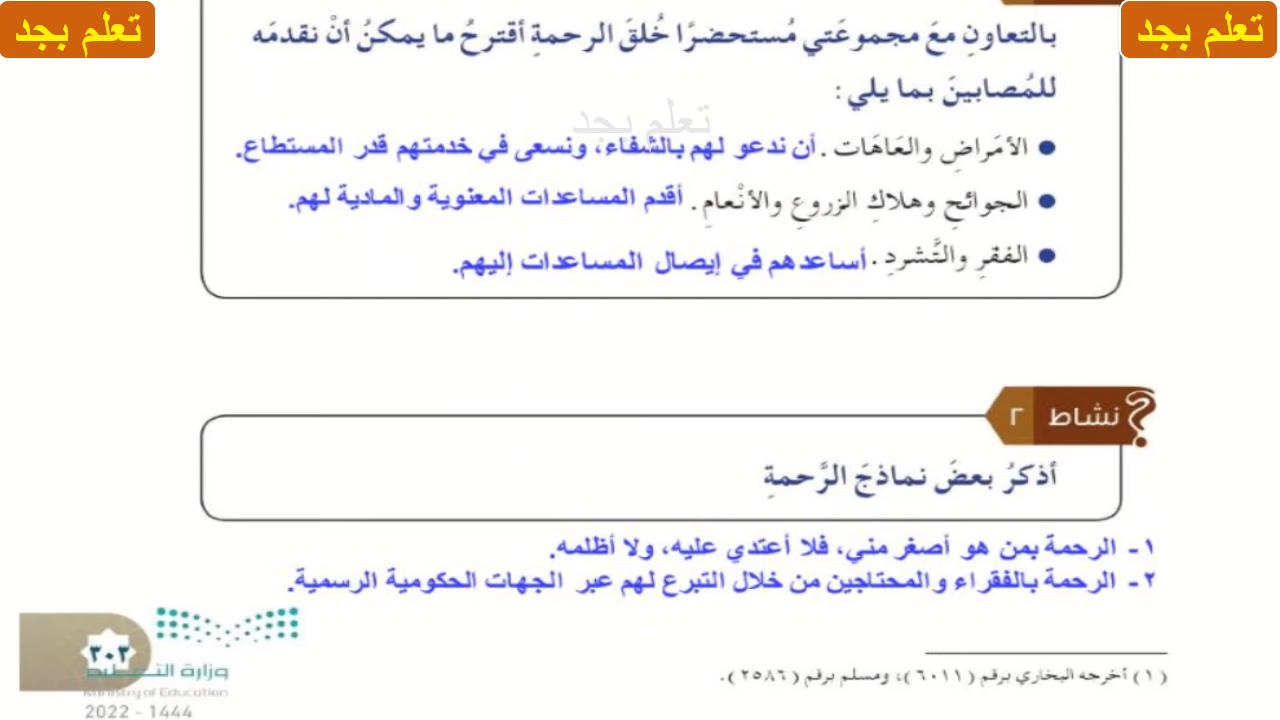 تعلم بجد
تعلم بجد
بالتعاونِ معَ مجموعَتي مُستحضرًا خُلقَ الرحمةِ أقترحُ ما يمكنُ أنْ نقدمَه
للمُصابينَ بما يلي :
تعلم بجد
● الأمَراضِ والعَاهَات . أن ندعو لهم بالشفاء، ونسعى في خدمتهم قدر المستطاع.
● الجوائحِ وهلاكِ الزروعِ والأنْعامِ . أقدم المساعدات المعنوية والمادية لهم.
● الفقرِ والتَّشردِ . أساعدهم في إيصال المساعدات إليهم.
نشاط ٢
أذكرُ بعضَ نماذجَ الرَّحمةِ
١- الرحمة بمن هو أصغر مني، فلا أعتدي عليه، ولا أظلمه.
٢- الرحمة بالفقراء والمحتاجين من خلال التبرع لهم عبر الجهات الحكومية الرسمية.
(١) أخرجه البخاري برقم (٦٠١١)، ومسلم برقم (٢٥٨٦).
٣٠٣
وزارة التعليم
Ministry of Education
2022 - 1444